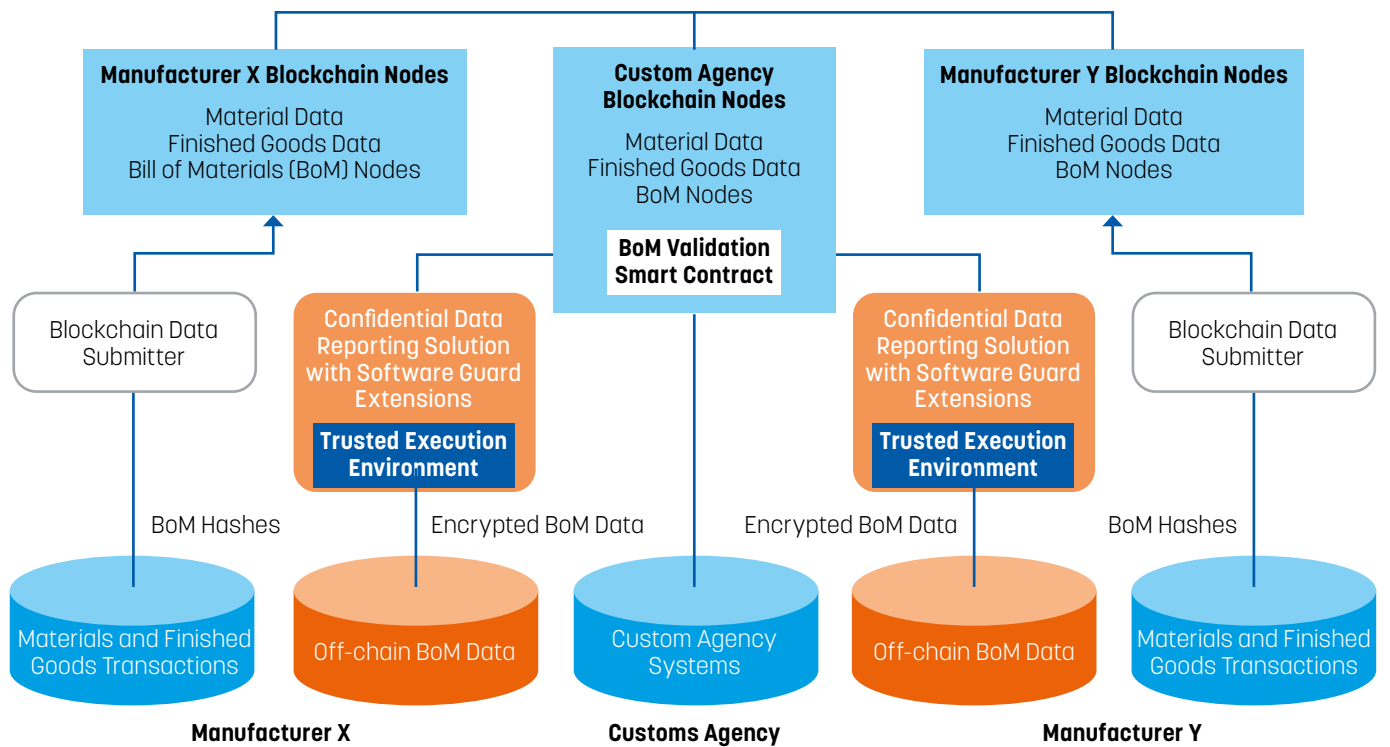 Manufacturer X Blockchain Nodes
Material Data
Finished Goods Data
Bill of Materials (BoM) Nodes
Custom Agency
Blockchain Nodes
Material Data
Finished Goods Data
BoM Nodes
BoM Validation
Smart Contract
Manufacturer Y Blockchain Nodes
Material Data
Finished Goods Data
BoM Nodes
Blockchain Data
Submitter
Confidential Data
Reporting Solution
with Software Guard
Extensions
Trusted Execution
Environment
Confidential Data
Reporting Solution
with Software Guard
Extensions
Trusted Execution
Environment
Blockchain Data
Submitter
BoM Hashes
Encrypted BoM Data
Encrypted BoM Data
BoM Hashes
Materials and Finished
Goods Transactions
Off-chain BoM Data
Custom Agency
Systems
Off-chain BoM Data
Materials and Finished
Goods Transactions
Manufacturer X
Customs Agency
Manufacturer Y